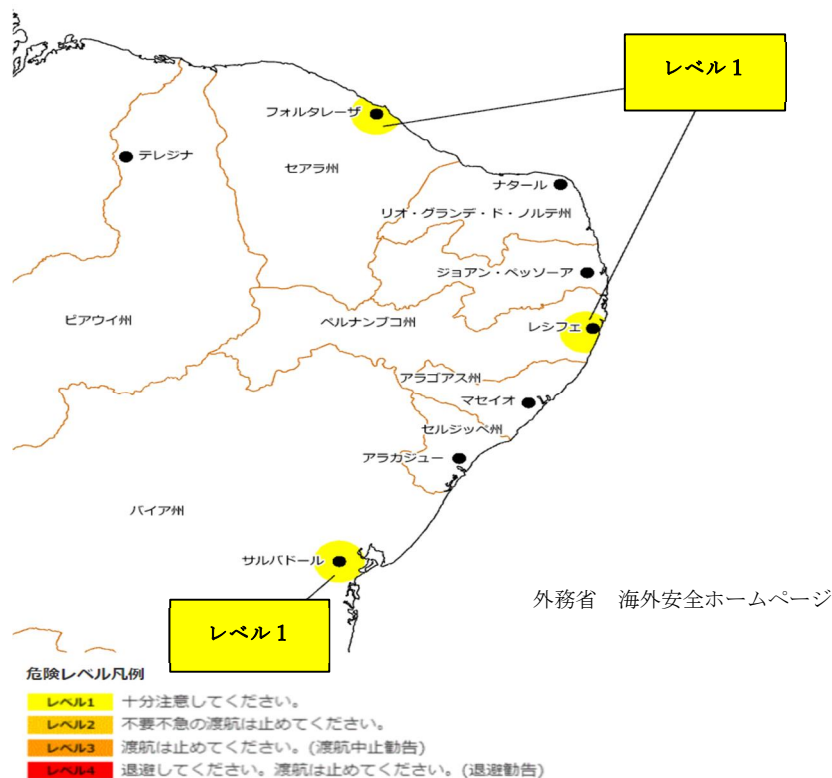 レベル１
フォルタレーザ
テレジナ
セアラ州
ナタール
リオ・グランデ・ド・ノルテ州
ジョアン・ペッソーア
ピアウイ州
ペルナンブコ州
レシフェ
アラゴアス州
マセイオ
セルジッペ州
アラカジュー
バイア州
サルバドール
外務省　海外安全ホームページ
レベル１
危険レベル凡例
レベル1 十分注意してください。
レベル2 不要不急の渡航は止めてください。
レベル3 渡航は止めてください。(渡航中止勧告)
レベル4 退避してください。渡航は止めてください。(退避勧告)